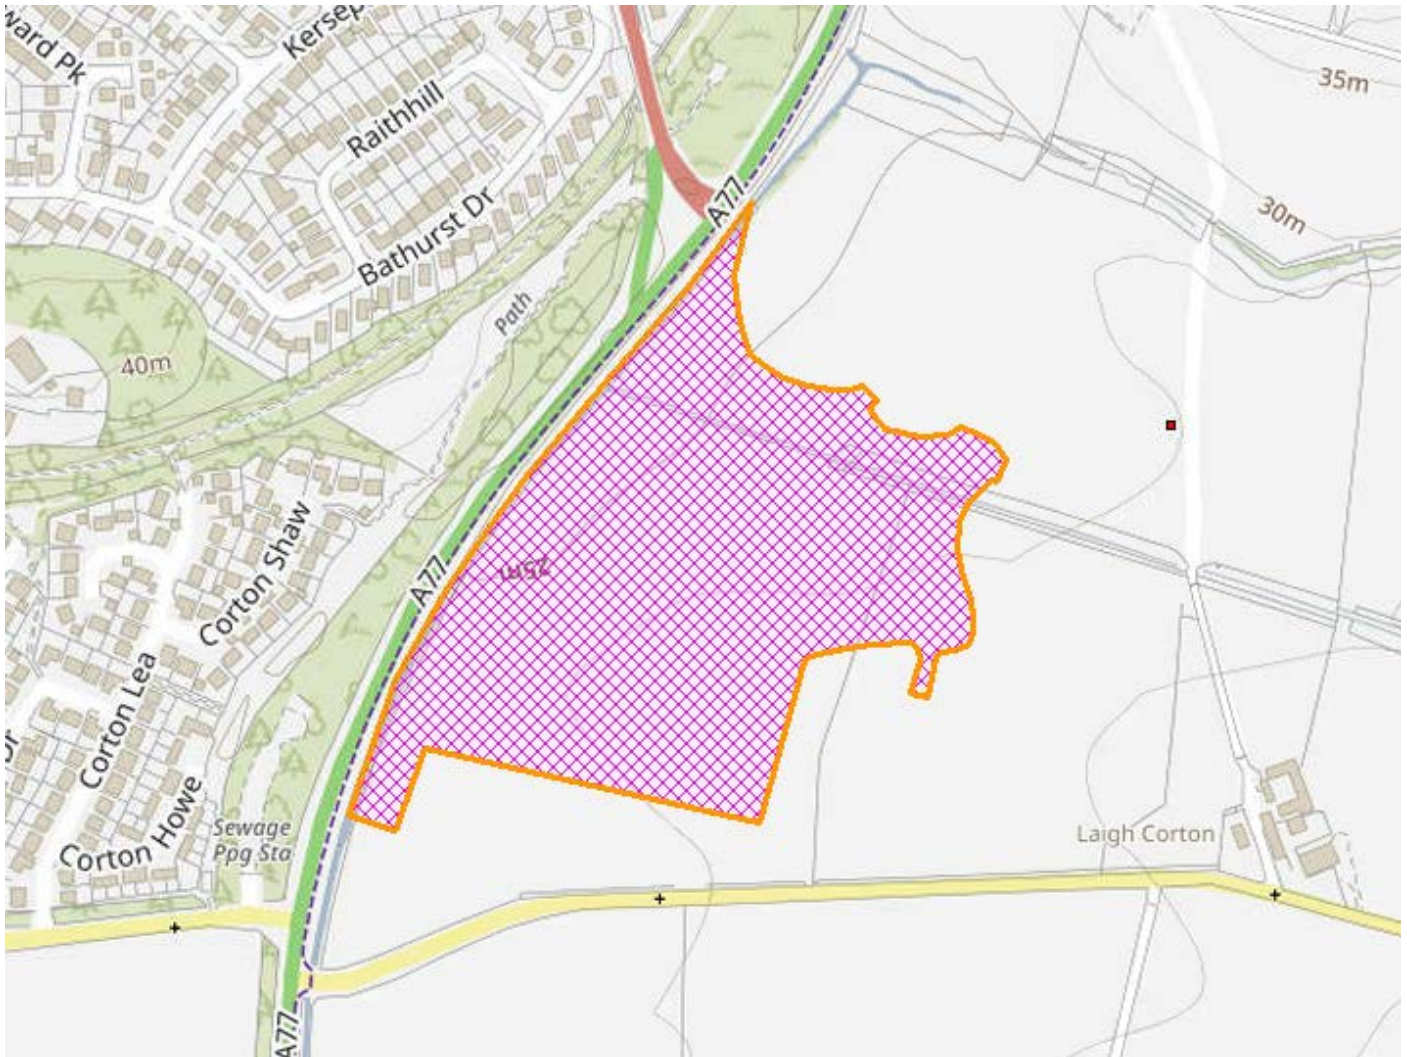 ward Pk
Kersep
35m
Raithhill
A77
30m
Bathurst Dr
Path
40m
Corton Shaw
A77
25m
Corton Lea
Dr
Corton Howe
Sewage
Ppg Sta
Laigh Corton
A77